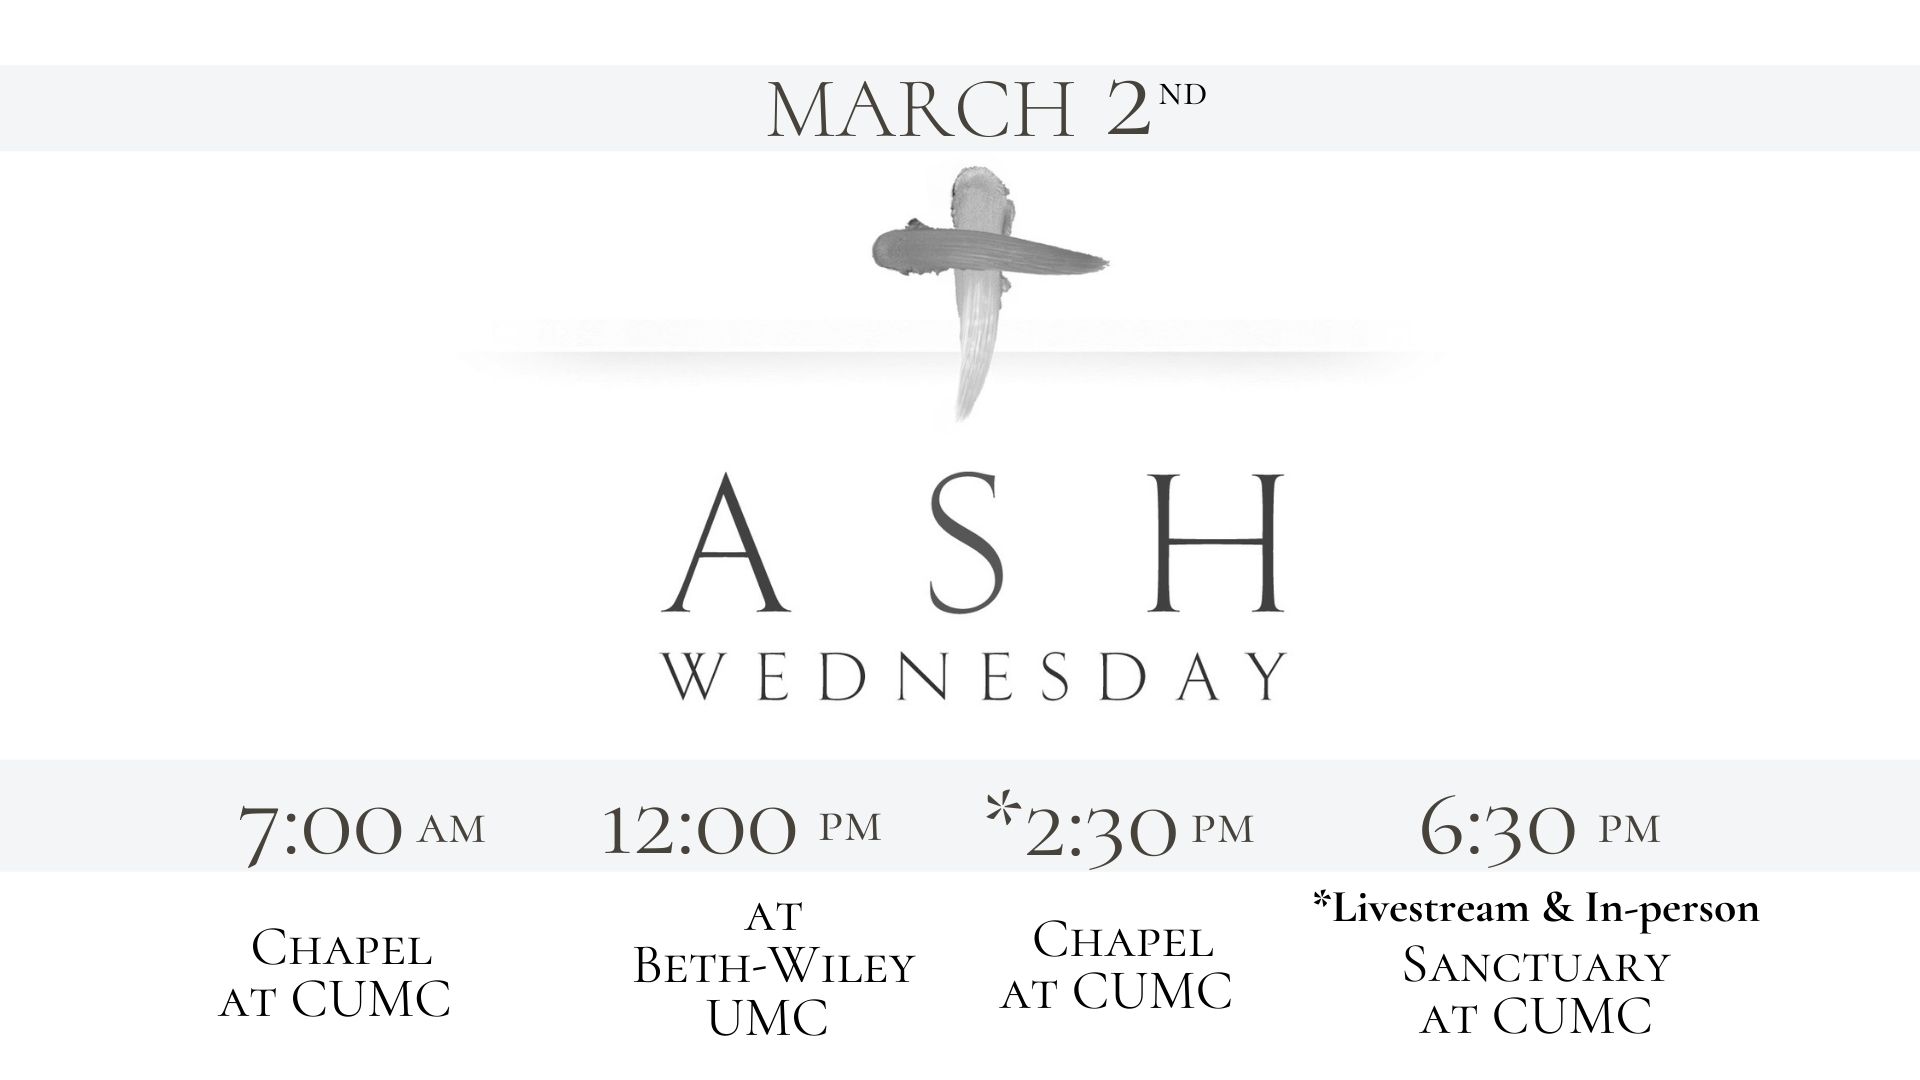 MARCH 2ND
ASH
WEDNESDAY
7:00 AM
CHAPEL
AT CUMC
12:00 PM
AT
BETH-WILEY
UMC
*2:30 PM
CHAPEL
AT CUMC
6:30 PM
*Livestream & In-person
SANCTUARY
AT CUMC